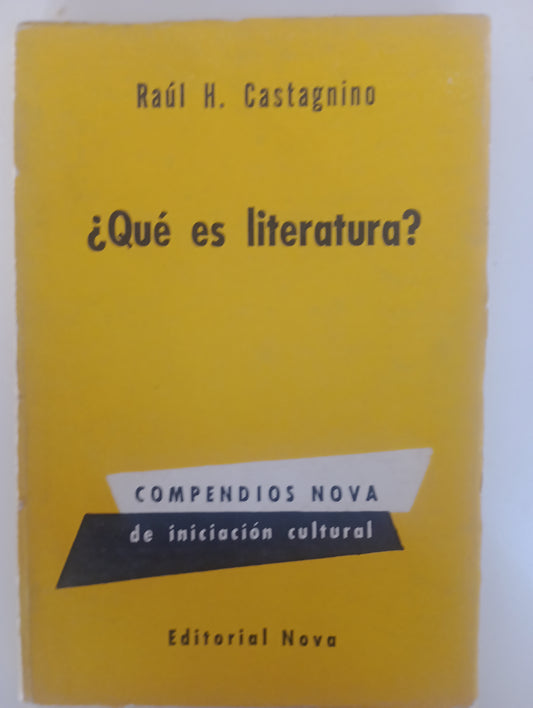 Raúl H. Castagnino
¿Qué es literatura?
COMPENDIOS NOVA
de iniciación cultural
Editorial Nova